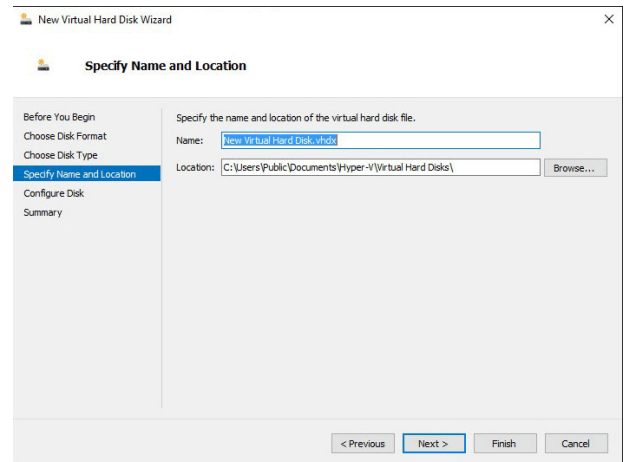 New Virtual Hard Disk Wizard
Specify Name and Location
Before You Begin
Choose Disk Format
Choose Disk Type
Specify Name and Location
Configure Disk
Summary
Specify the name and location of the virtual hard disk file.
Name: New Virtual Hard Disk.vhdx
Location: C:\Users\Public\Documents\Hyper-V\Virtual Hard Disks\ Browse...
< Previous Next > Finish Cancel